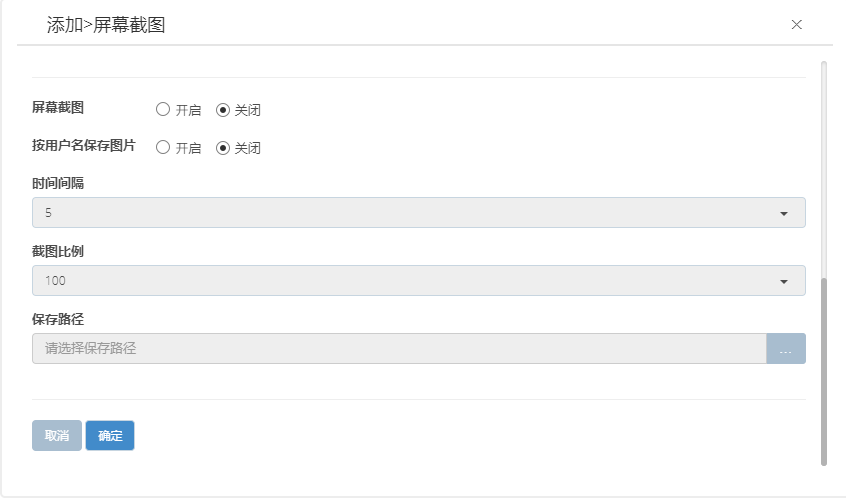 添加>屏幕截图
屏幕截图 开启 关闭
按用户名保存图片 开启 关闭
时间间隔
5
截图比例
100
保存路径
请选择保存路径 ...
取消 确定